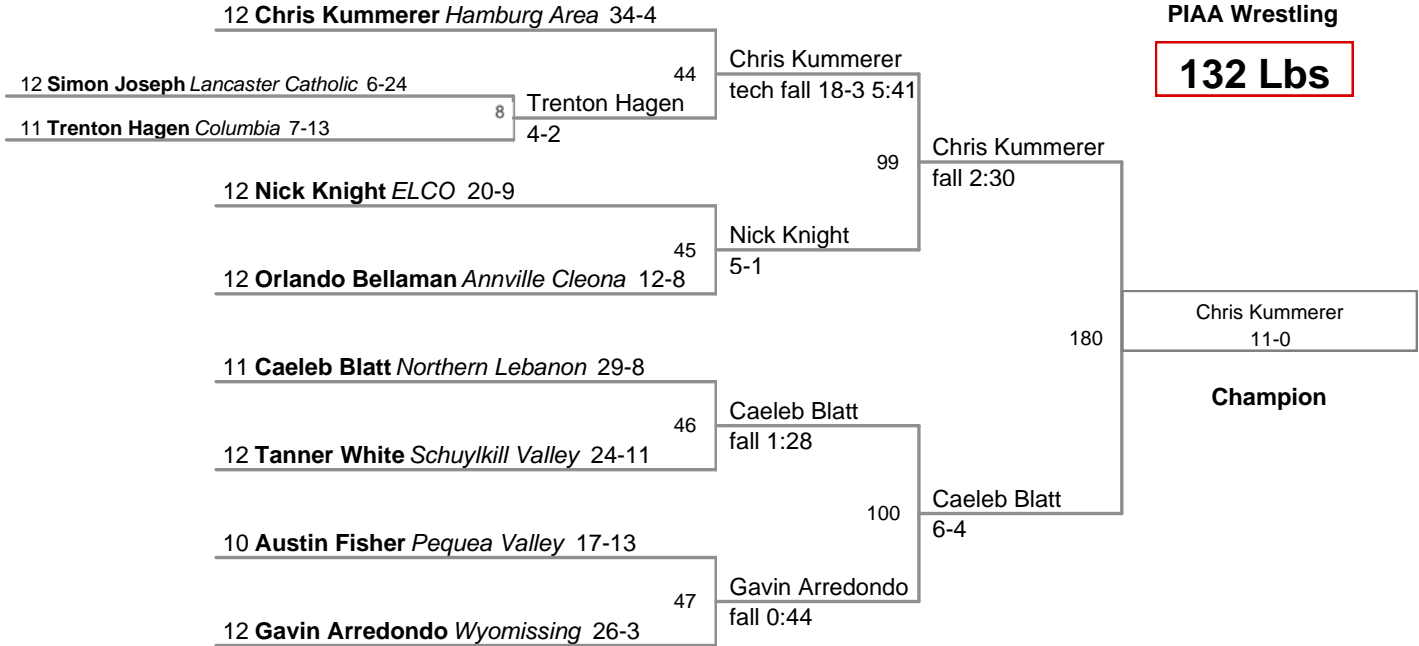 12 Chris Kummerer Hamburg Area 34-4
PIAA Wrestling
132 Lbs
44
Chris Kummerer
tech fall 18-3 5:41
12 Simon Joseph Lancaster Catholic 6-24
8
Trenton Hagen
4-2
11 Trenton Hagen Columbia 7-13
99
Chris Kummerer
fall 2:30
12 Nick Knight ELCO 20-9
45
Nick Knight
5-1
12 Orlando Bellaman Annville Cleona 12-8
180
Chris Kummerer
11-0
Champion
11 Caeleb Blatt Northern Lebanon 29-8
46
Caeleb Blatt
fall 1:28
12 Tanner White Schuylkill Valley 24-11
100
Caeleb Blatt
6-4
10 Austin Fisher Pequea Valley 17-13
47
Gavin Arredondo
fall 0:44
12 Gavin Arredondo Wyomissing 26-3